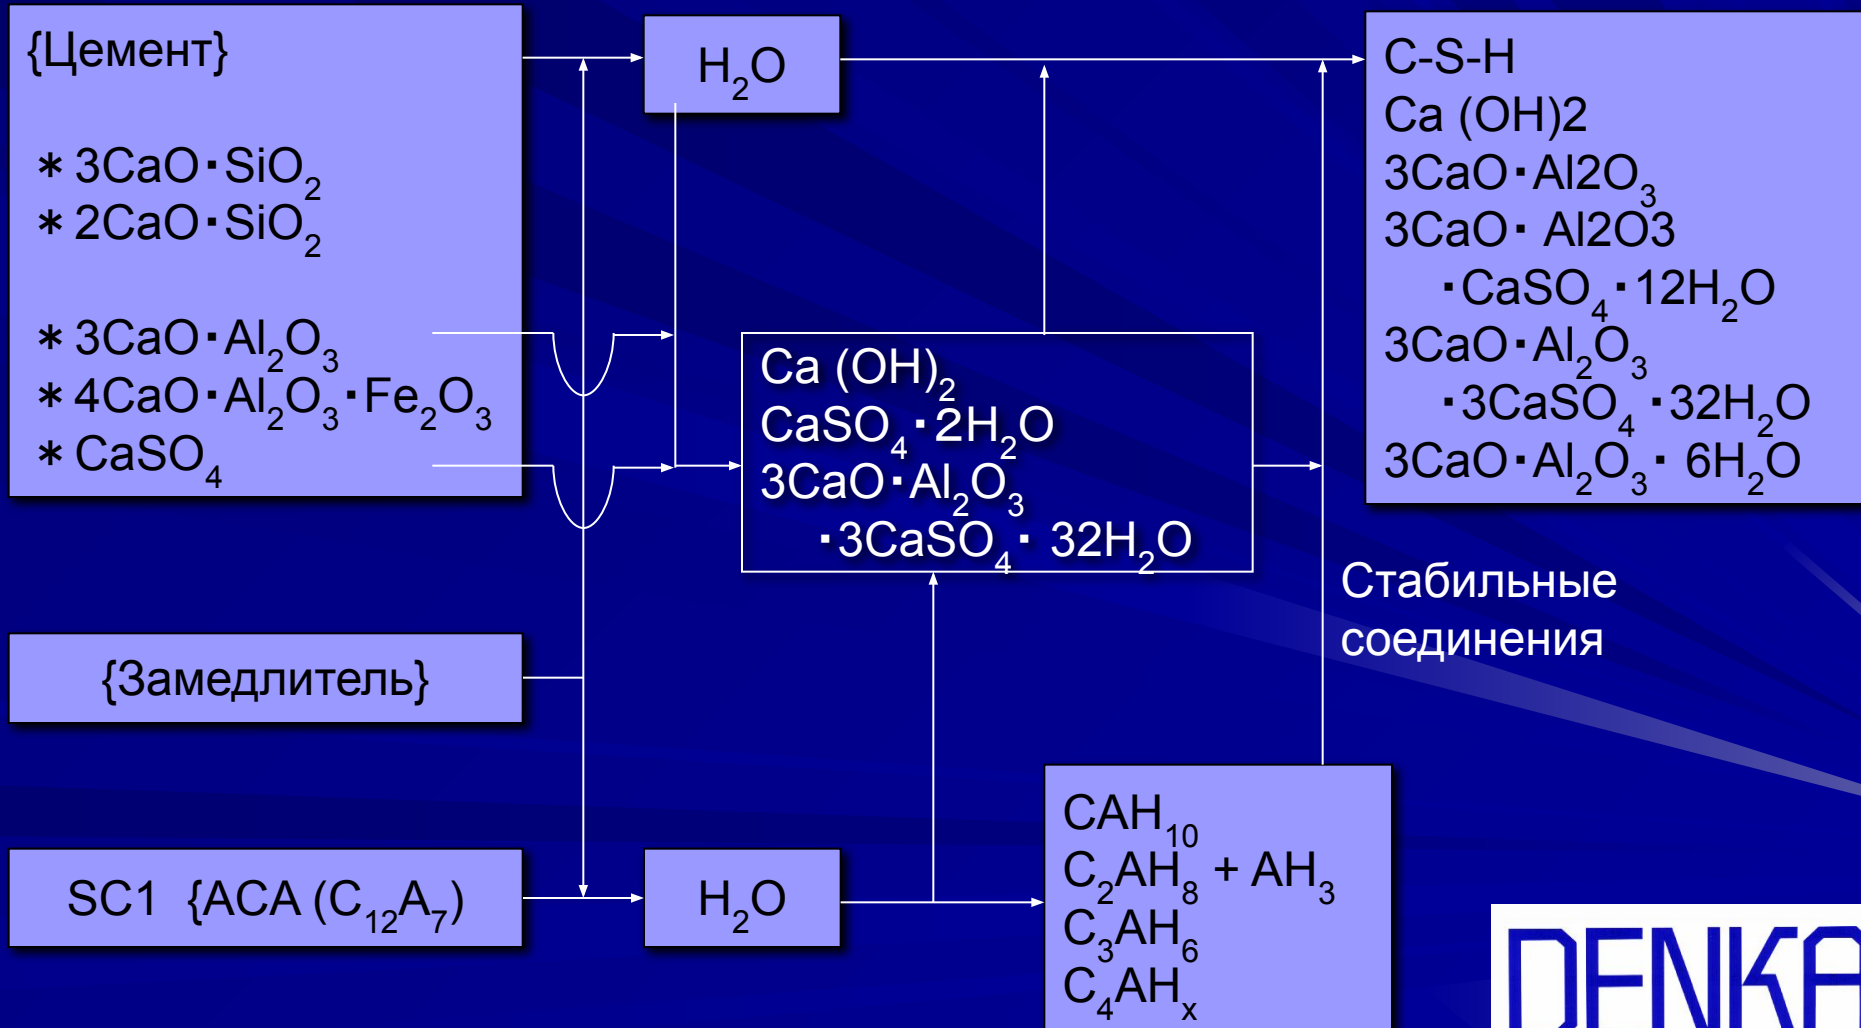 {Цемент}
* 3CaO·SiO₂
* 2CaO·SiO₂
* 3CaO·Al₂O₃
* 4CaO·Al₂O₃·Fe₂O₃
* CaSO₄
H₂O
C-S-H
Ca (OH)2
3CaO·Al2O₃
3CaO· Al2O3
·CaSO₄·12H₂O
3CaO·Al₂O₃
·3CaSO₄ ·32H₂O
3CaO·Al₂O₃· 6H₂O
Ca (OH)₂
CaSO₄·2H₂O
3CaO·Al₂O₃
·3CaSO₄· 32H₂O
Стабильные
соединения
{Замедлитель}
SC1 {ACA (C₁₂A₇)
H₂O
CAH₁₀
C₂AH₈ + AH₃
C₃AH₆
C₄AHₓ
DENKA